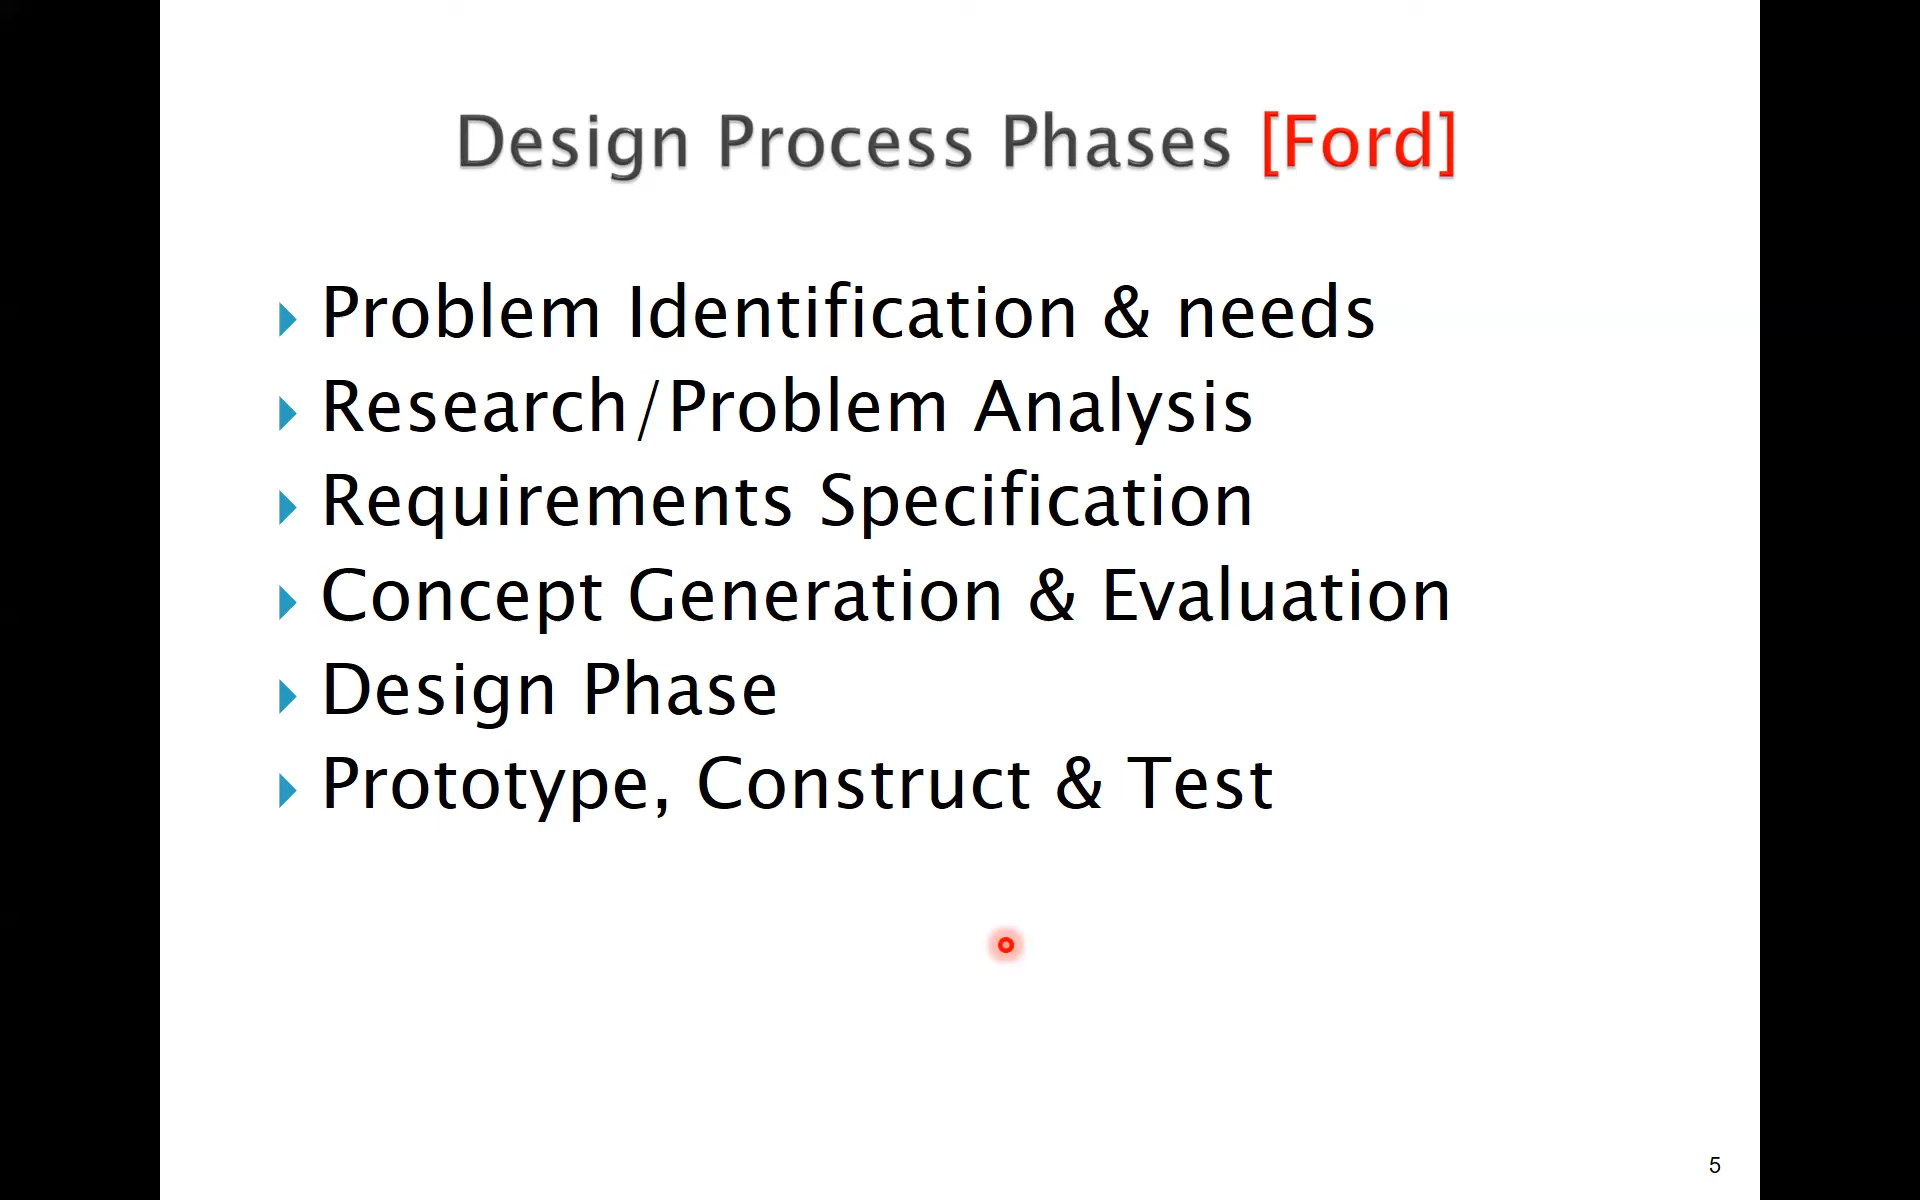 Design Process Phases [Ford]
Problem Identification & needs
Research/Problem Analysis
Requirements Specification
Concept Generation & Evaluation
Design Phase
Prototype, Construct & Test
5